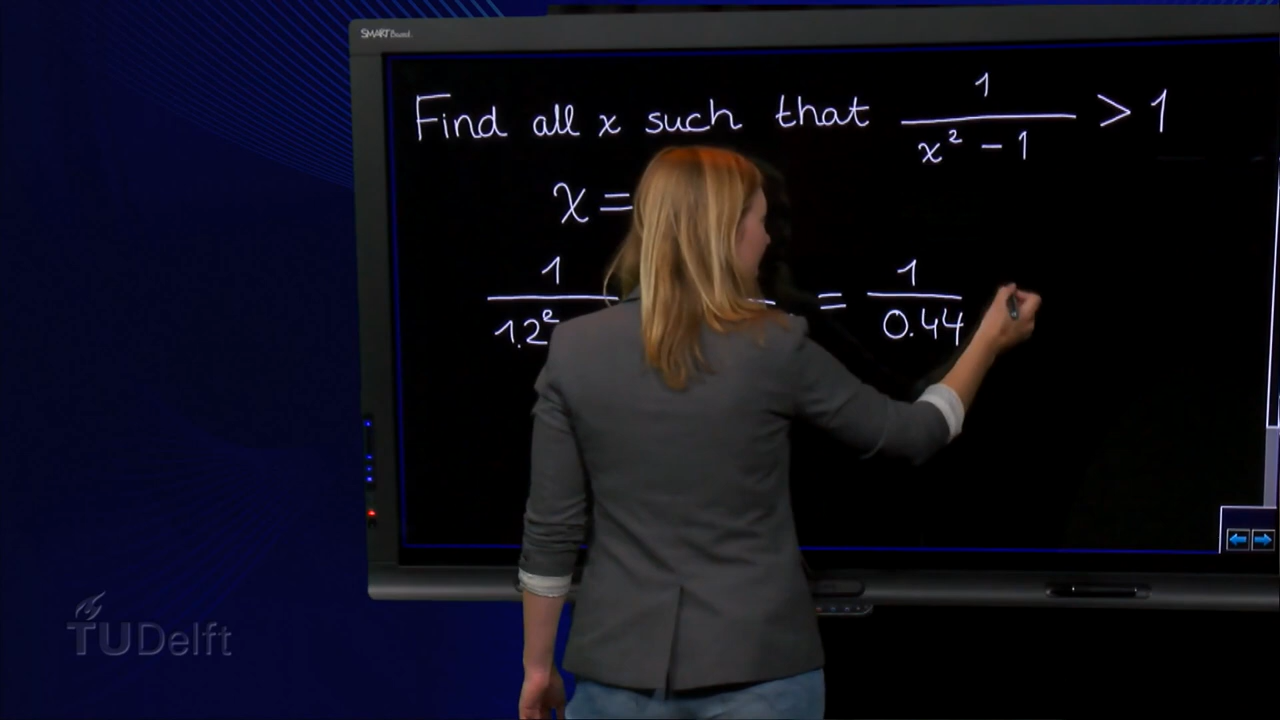 SMART Board
Find all x such that 1/(x² − 1) > 1
x =
1/1.2² = 1/0.44
TUDelft